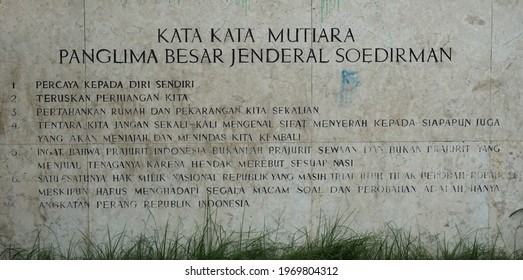 KATA KATA MUTIARA
PANGLIMA BESAR JENDERAL SOEDIRMAN
1. PERCAYA KEPADA DIRI SENDIRI
2. TERUSKAN PERJUANGAN KITA
3. PERTAHANKAN RUMAH DAN PEKARANGAN KITA SEKALIAN
4. TENTARA KITA JANGAN SEKALI-KALI MENGENAL SIFAT MENYERAH KEPADA SIAPAPUN JUGA
YANG AKAN MENJAJAH DAN MENINDAS KITA KEMBALI
5. INGAT, BAHWA PRAJURIT INDONESIA BUKANLAH PRAJURIT SEWAAN DAN BUKAN PRAJURIT YANG
MENJUAL TENAGANYA KARENA HENDAK MEREBUT SESUAP NASI
6. SATU-SATUNYA HAK MILIK NASIONAL REPUBLIK YANG MASIH TIDAK
MESKIPUN HARUS MENGHADAPI SEGALA MACAM SOAL DAN PEROBAHAN ADALAH HANYA
ANGKATAN PERANG REPUBLIK INDONESIA
shutterstock.com · 1969804312